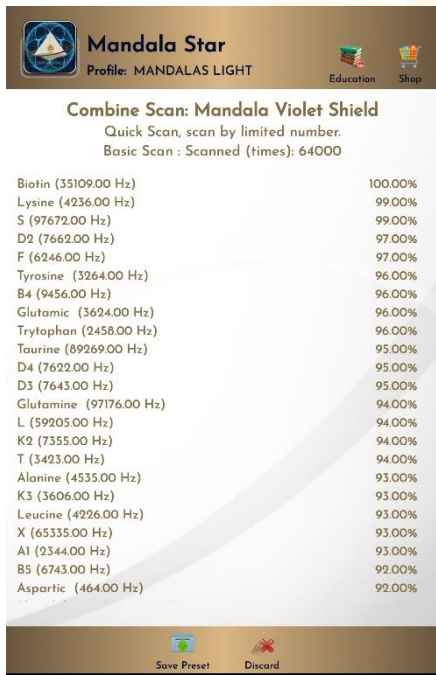 Mandala Star
Profile: MANDALAS LIGHT
Education
Shop
Combine Scan: Mandala Violet Shield
Quick Scan, scan by limited number.
Basic Scan : Scanned (times): 64000
Biotin (35109.00 Hz) 100.00%
Lysine (4236.00 Hz) 99.00%
S (97672.00 Hz) 99.00%
D2 (7662.00 Hz) 97.00%
F (6246.00 Hz) 97.00%
Tyrosine (3264.00 Hz) 96.00%
B4 (9456.00 Hz) 96.00%
Glutamic (3624.00 Hz) 96.00%
Trytophan (2458.00 Hz) 96.00%
Taurine (89269.00 Hz) 95.00%
D4 (7622.00 Hz) 95.00%
D3 (7643.00 Hz) 95.00%
Glutamine (97176.00 Hz) 94.00%
L (59205.00 Hz) 94.00%
K2 (7355.00 Hz) 94.00%
T (3423.00 Hz) 94.00%
Alanine (4535.00 Hz) 93.00%
K3 (3606.00 Hz) 93.00%
Leucine (4226.00 Hz) 93.00%
X (65335.00 Hz) 93.00%
A1 (2344.00 Hz) 93.00%
B5 (6743.00 Hz) 92.00%
Aspartic (464.00 Hz) 92.00%
Save Preset
Discard